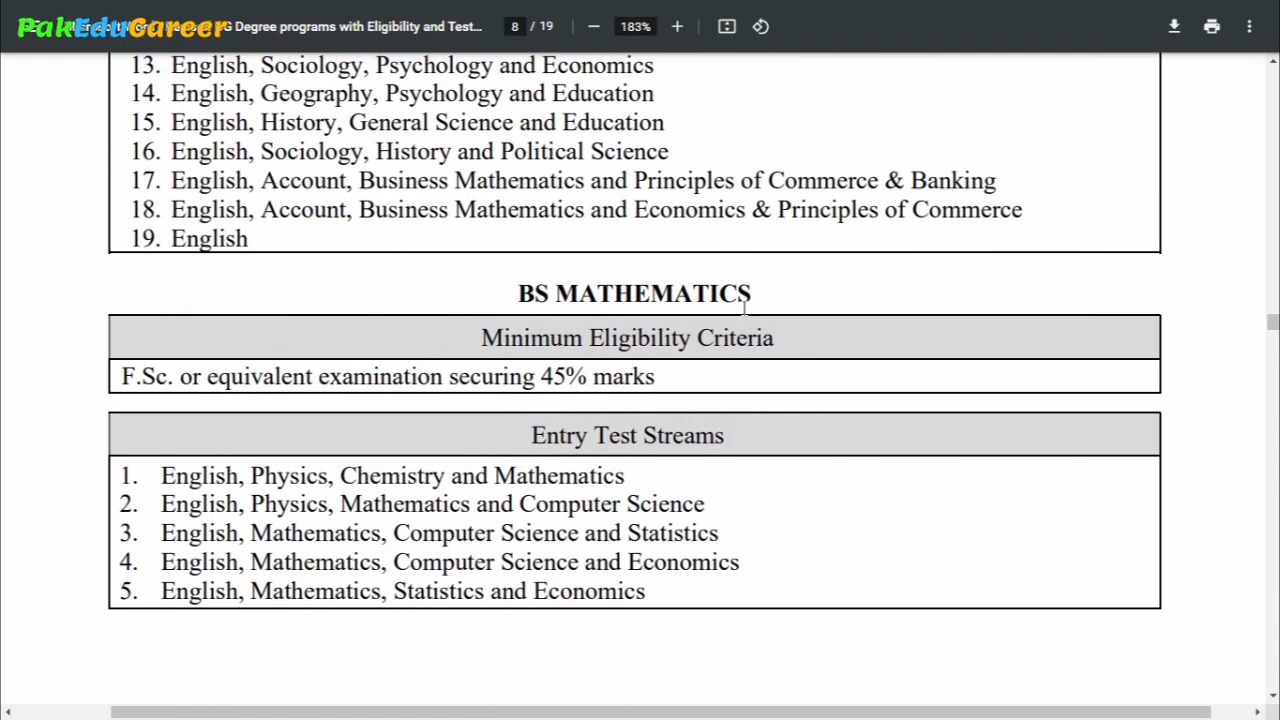 PakEduCareer
G Degree programs with Eligibility and Test...
8 / 19
183%
13. English, Sociology, Psychology and Economics
14. English, Geography, Psychology and Education
15. English, History, General Science and Education
16. English, Sociology, History and Political Science
17. English, Account, Business Mathematics and Principles of Commerce & Banking
18. English, Account, Business Mathematics and Economics & Principles of Commerce
19. English
BS MATHEMATICS
Minimum Eligibility Criteria
F.Sc. or equivalent examination securing 45% marks
Entry Test Streams
1. English, Physics, Chemistry and Mathematics
2. English, Physics, Mathematics and Computer Science
3. English, Mathematics, Computer Science and Statistics
4. English, Mathematics, Computer Science and Economics
5. English, Mathematics, Statistics and Economics